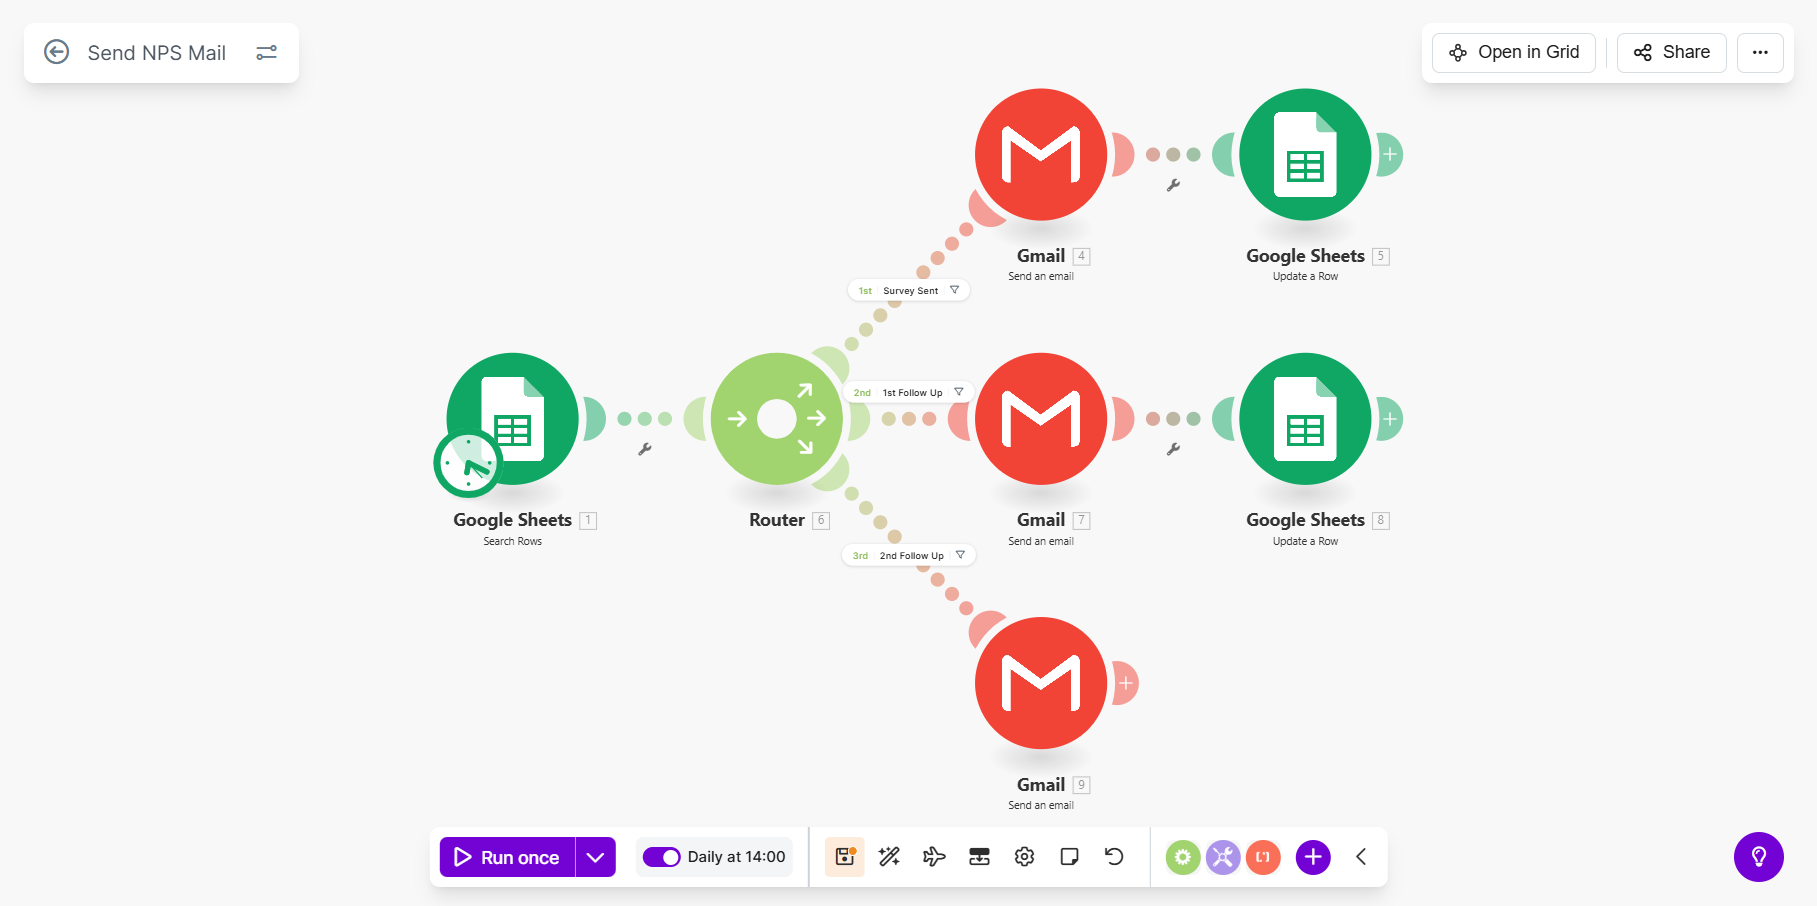 Send NPS Mail
Open in Grid
Share
Gmail 4
Send an email
Google Sheets 5
Update a Row
1st Survey Sent
2nd 1st Follow Up
Google Sheets 1
Search Rows
Router 6
Gmail 7
Send an email
Google Sheets 8
Update a Row
3rd 2nd Follow Up
Gmail 9
Send an email
Run once
Daily at 14:00